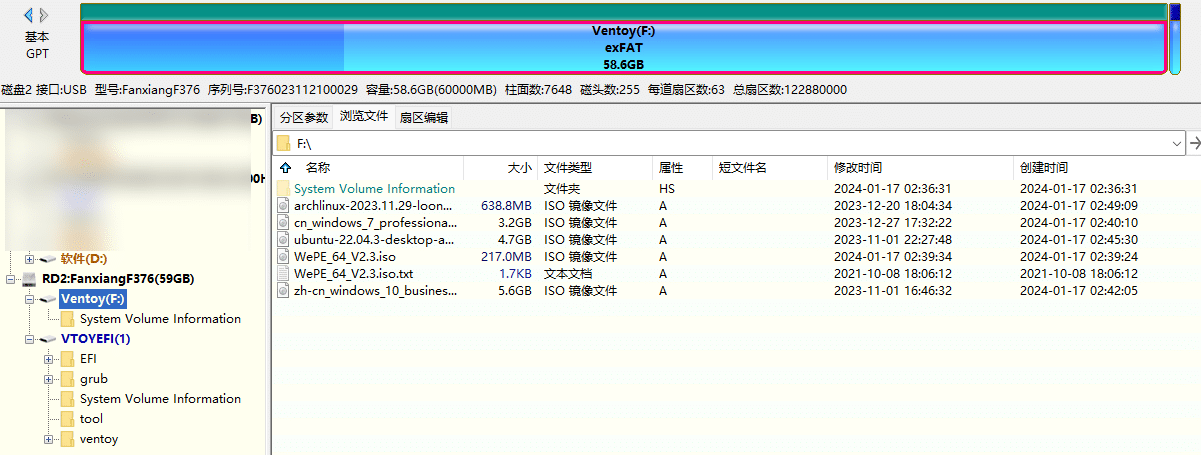 基本
GPT
Ventoy(F:)
exFAT
58.6GB
磁盘2 接口:USB 型号:FanxiangF376 序列号:F376023112100029 容量:58.6GB(60000MB) 柱面数:7648 磁头数:255 每道扇区数:63 总扇区数:122880000
软件(D:)
RD2:FanxiangF376(59GB)
Ventoy(F:)
System Volume Information
VTOYEFI(1)
EFI
grub
System Volume Information
tool
ventoy
分区参数 浏览文件 扇区编辑
F:\
名称 大小 文件类型 属性 短文件名 修改时间 创建时间
System Volume Information 文件夹 HS 2024-01-17 02:36:31 2024-01-17 02:36:31
archlinux-2023.11.29-loon... 638.8MB ISO 镜像文件 A 2023-12-20 18:04:34 2024-01-17 02:49:09
cn_windows_7_professiona... 3.2GB ISO 镜像文件 A 2023-12-27 17:32:22 2024-01-17 02:40:10
ubuntu-22.04.3-desktop-a... 4.7GB ISO 镜像文件 A 2023-11-01 22:27:48 2024-01-17 02:45:30
WePE_64_V2.3.iso 217.0MB ISO 镜像文件 A 2024-01-17 02:39:34 2024-01-17 02:39:24
WePE_64_V2.3.iso.txt 1.7KB 文本文档 A 2021-10-08 18:06:12 2021-10-08 18:06:12
zh-cn_windows_10_busines... 5.6GB ISO 镜像文件 A 2023-11-01 16:46:32 2024-01-17 02:42:05